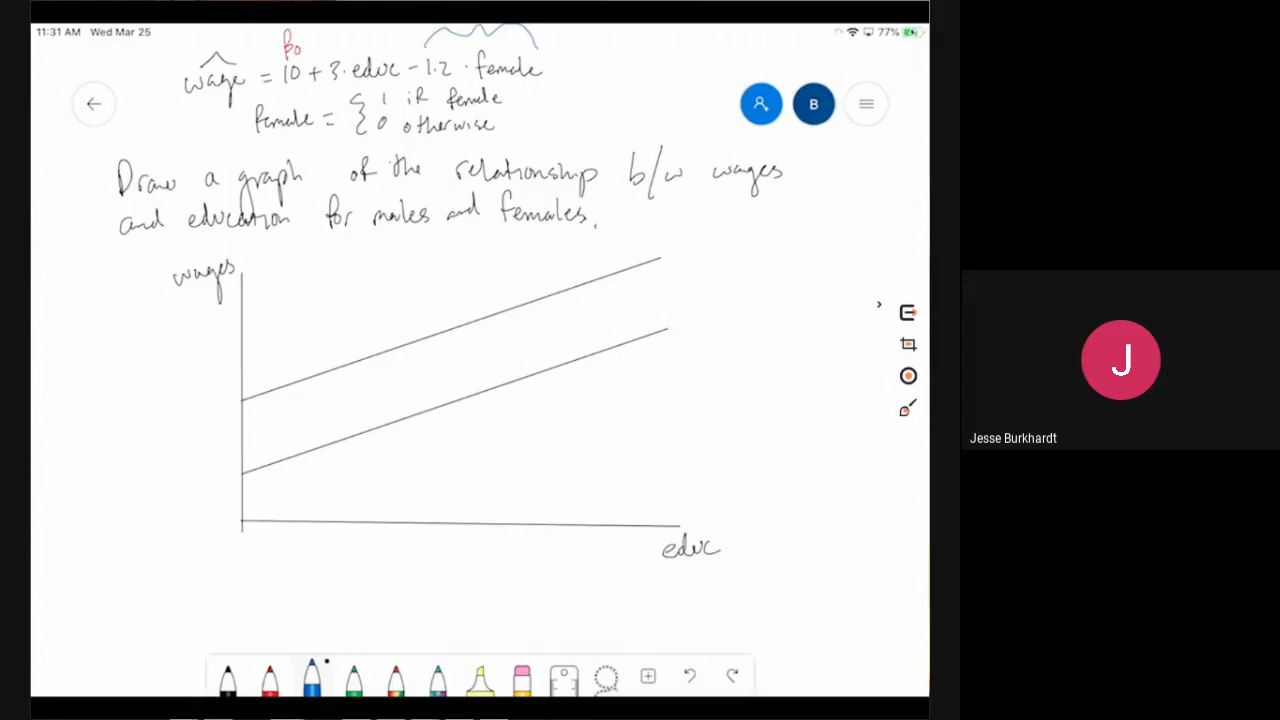 11:31 AM Wed Mar 25
77%
β0
wage = 10 + 3·educ - 1.2 · female
female = { 1 if female
0 otherwise
B
Draw a graph of the relationship b/w wages
and education for males and females.
wages
educ
J
Jesse Burkhardt